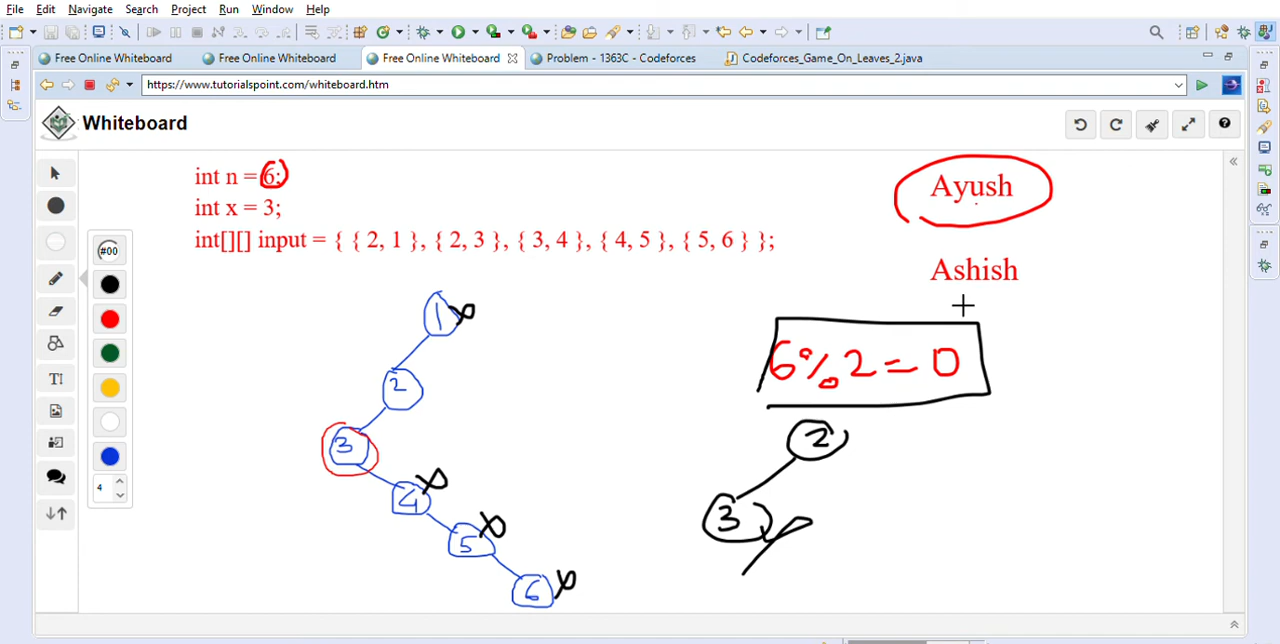 File Edit Navigate Search Project Run Window Help
Free Online Whiteboard Free Online Whiteboard Free Online Whiteboard Problem - 1363C - Codeforces Codeforces_Game_On_Leaves_2.java
https://www.tutorialspoint.com/whiteboard.htm
Whiteboard
int n = 6;
Ayush
int x = 3;
int[][] input = { { 2, 1 }, { 2, 3 }, { 3, 4 }, { 4, 5 }, { 5, 6 } };
#00
Ashish
1
6%2=0
TI
2
2
3
4
3
4
5
6